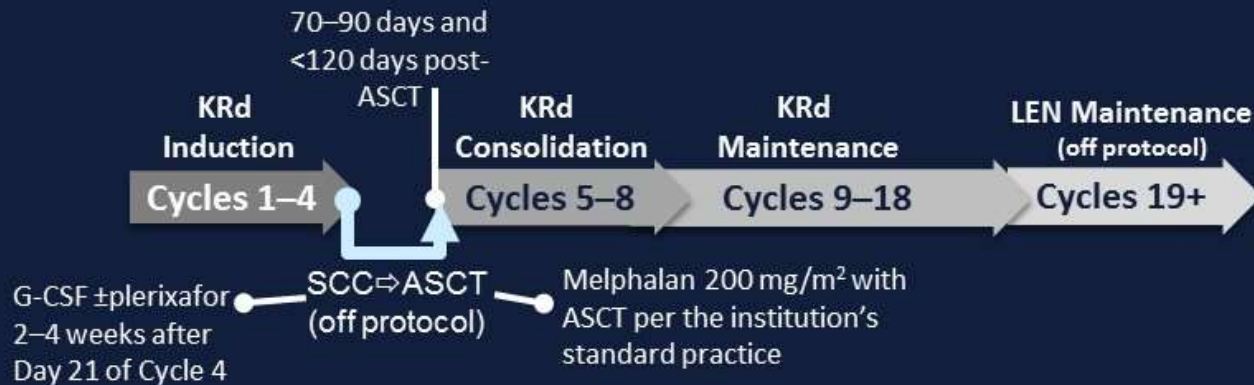 70–90 days and
<120 days post-
ASCT
KRd
Induction
Cycles 1–4
KRd
Consolidation
Cycles 5–8
KRd
Maintenance
Cycles 9–18
LEN Maintenance
(off protocol)
Cycles 19+
G-CSF ±plerixafor
2–4 weeks after
Day 21 of Cycle 4
SCC⇨ASCT
(off protocol)
Melphalan 200 mg/m² with
ASCT per the institution’s
standard practice